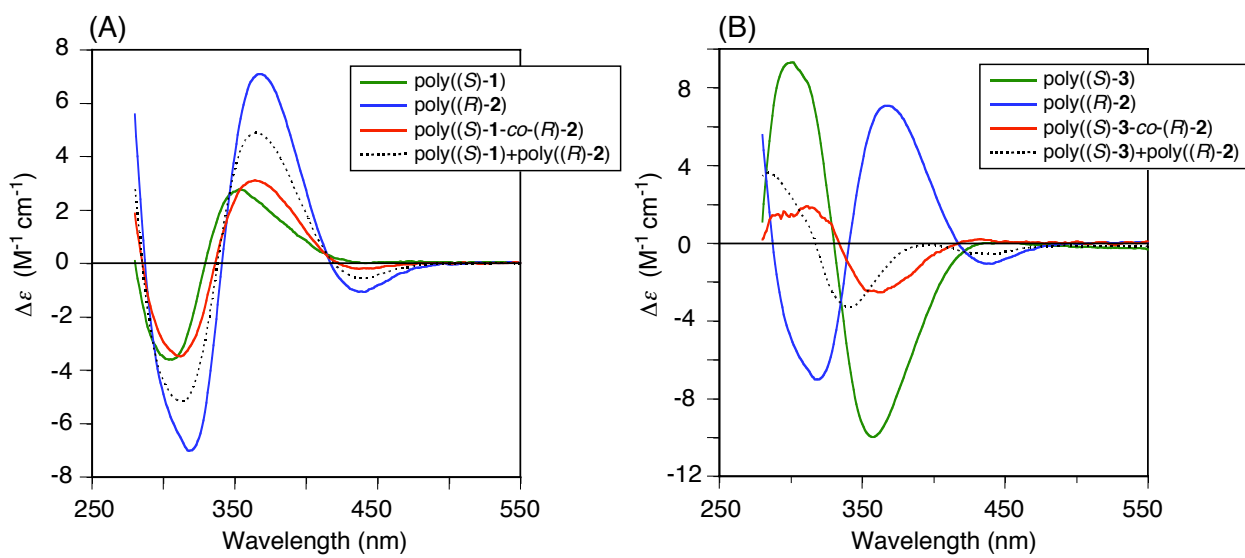 (A)
8
6
4
2
0
-2
-4
-6
-8
Δε (M⁻¹ cm⁻¹)
250
350
450
550
Wavelength (nm)
poly((S)-1)
poly((R)-2)
poly((S)-1-co-(R)-2)
poly((S)-1)+poly((R)-2)
(B)
8
4
0
-4
-8
-12
Δε (M⁻¹ cm⁻¹)
250
350
450
550
Wavelength (nm)
poly((S)-3)
poly((R)-2)
poly((S)-3-co-(R)-2)
poly((S)-3)+poly((R)-2)